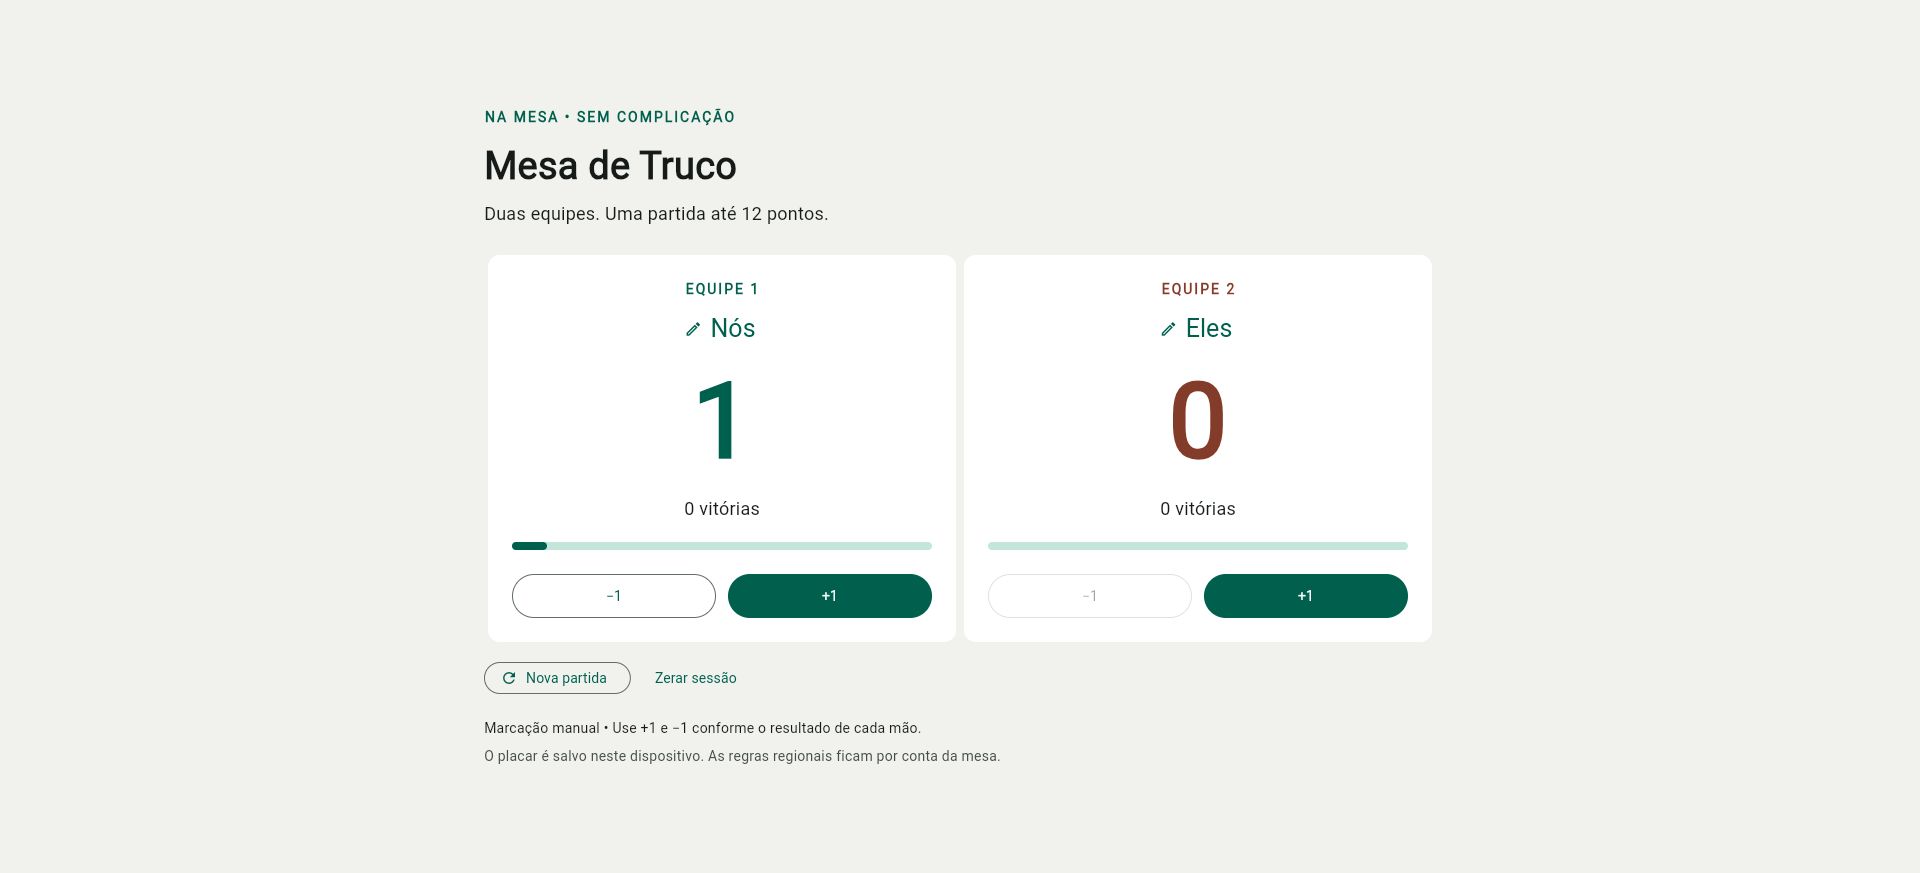 NA MESA • SEM COMPLICAÇÃO
Mesa de Truco
Duas equipes. Uma partida até 12 pontos.
EQUIPE 1
Nós
1
0 vitórias
−1
+1
EQUIPE 2
Eles
0
0 vitórias
−1
+1
Nova partida
Zerar sessão
Marcação manual • Use +1 e −1 conforme o resultado de cada mão.
O placar é salvo neste dispositivo. As regras regionais ficam por conta da mesa.